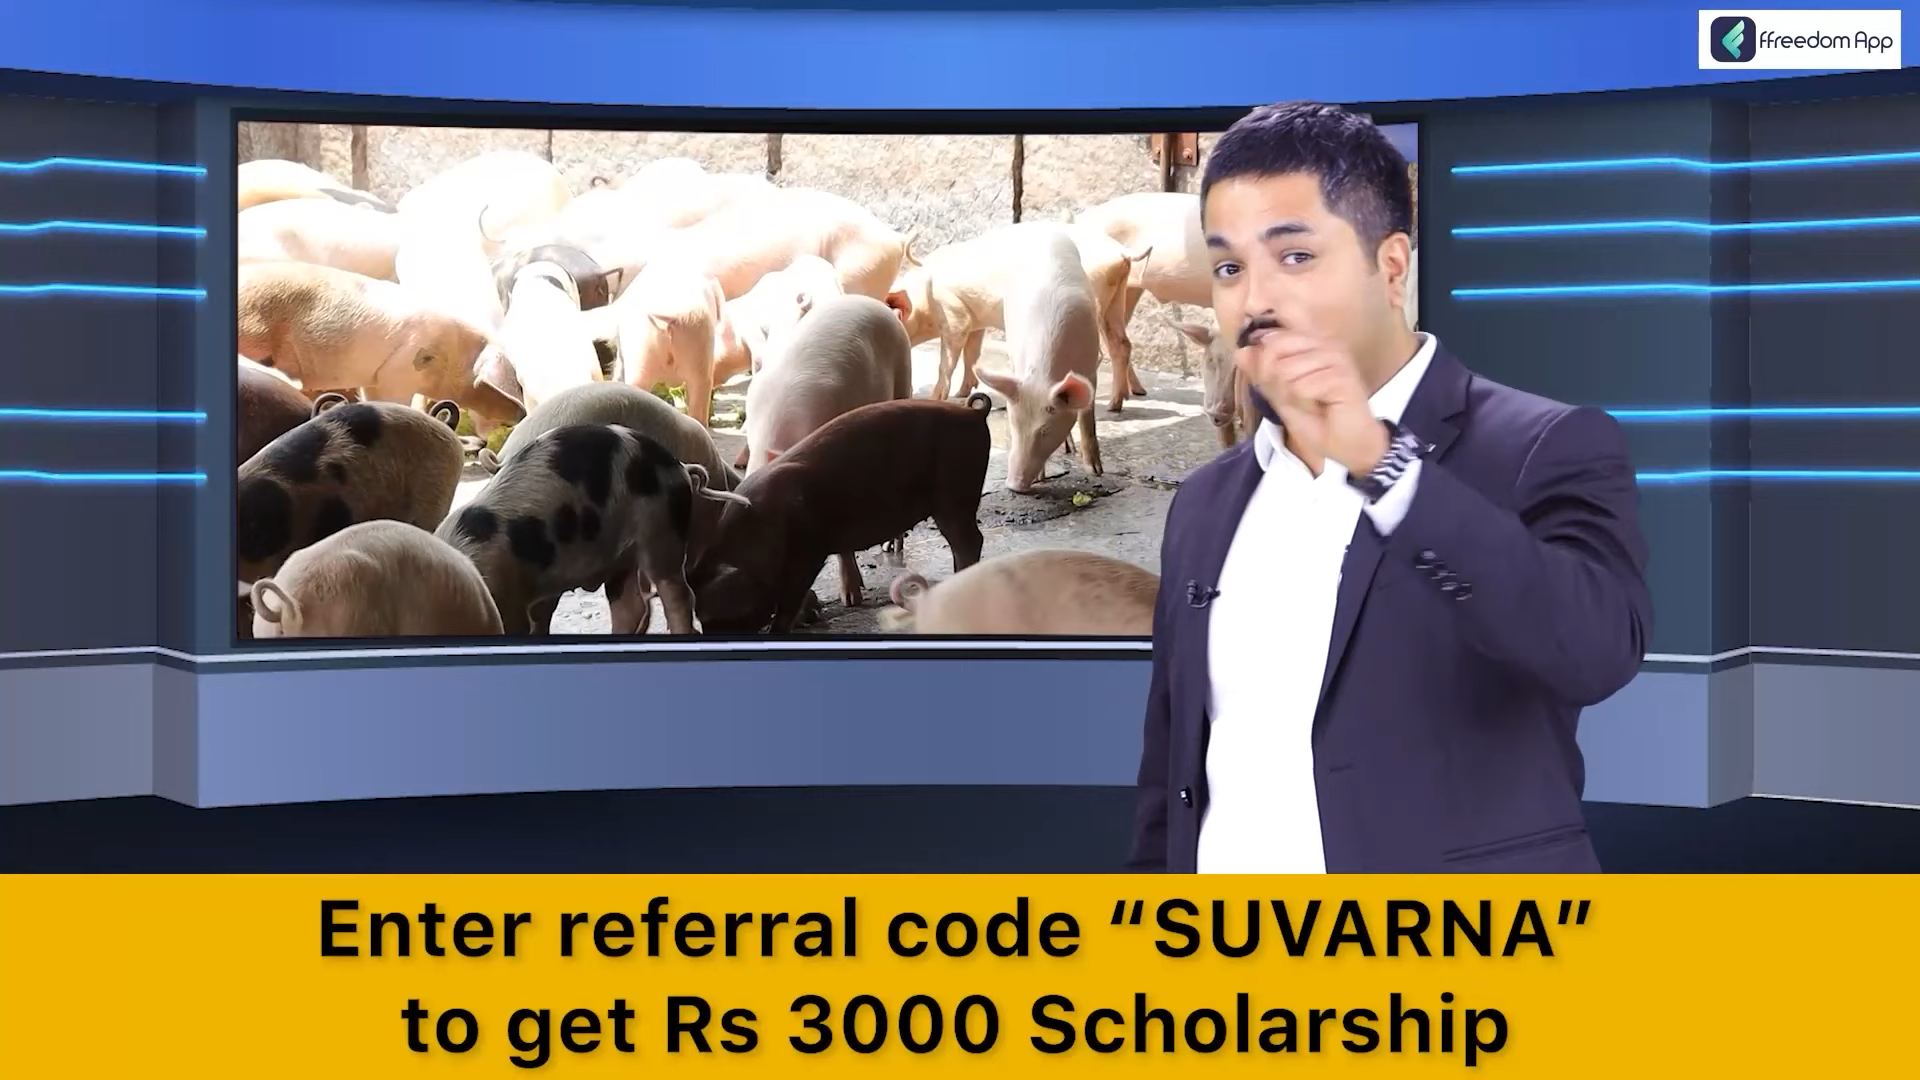 ffreedom App
Enter referral code “SUVARNA”
to get Rs 3000 Scholarship